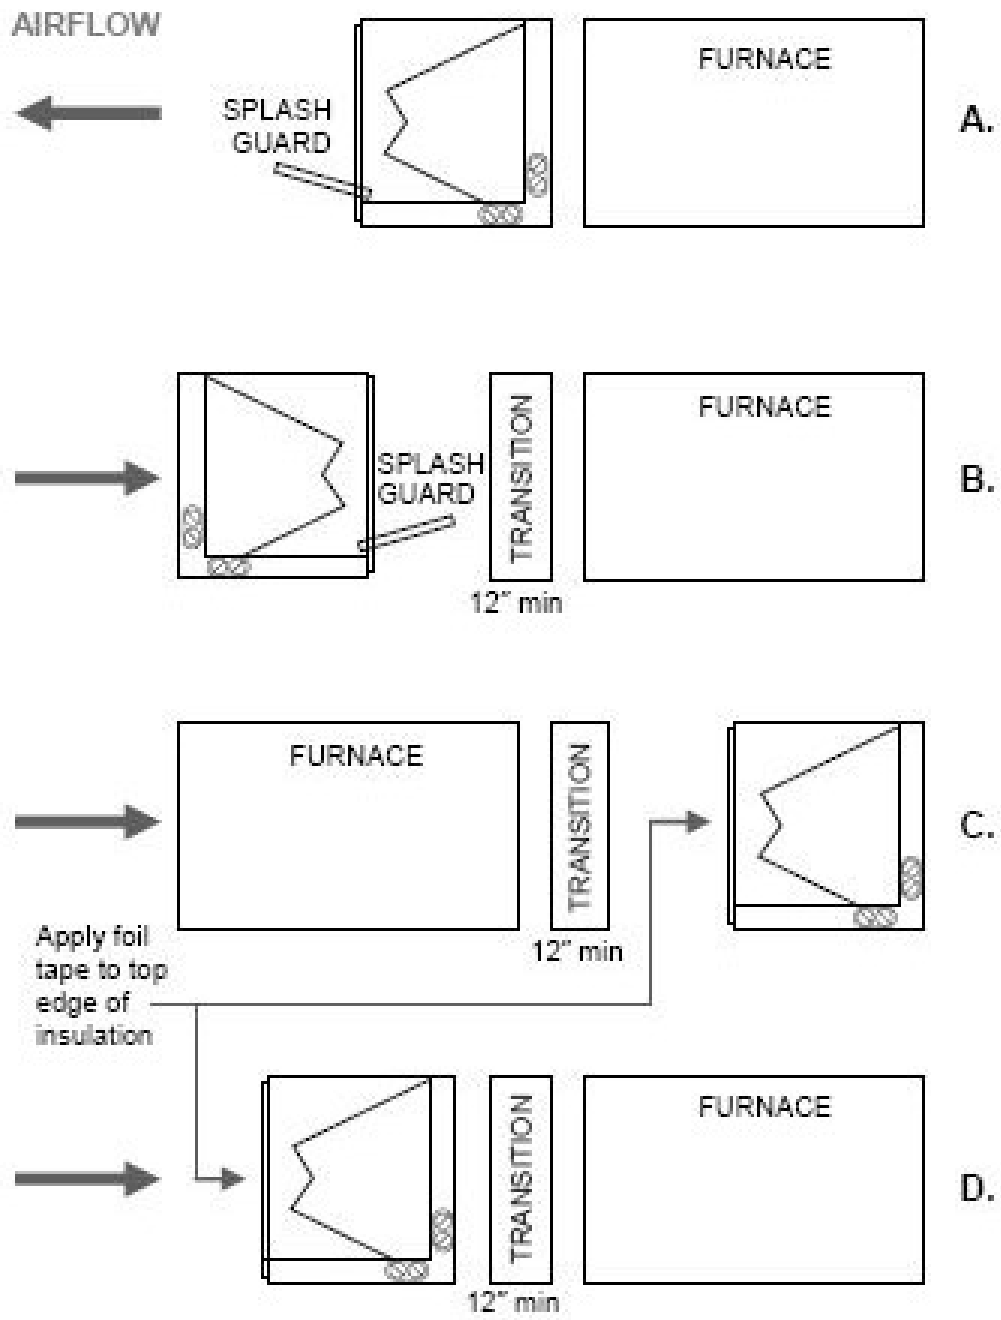 AIRFLOW
FURNACE
SPLASH
GUARD
A.
FURNACE
SPLASH
GUARD
TRANSITION
B.
12″ min
FURNACE
TRANSITION
C.
12″ min
Apply foil
tape to top
edge of
insulation
FURNACE
TRANSITION
D.
12″ min